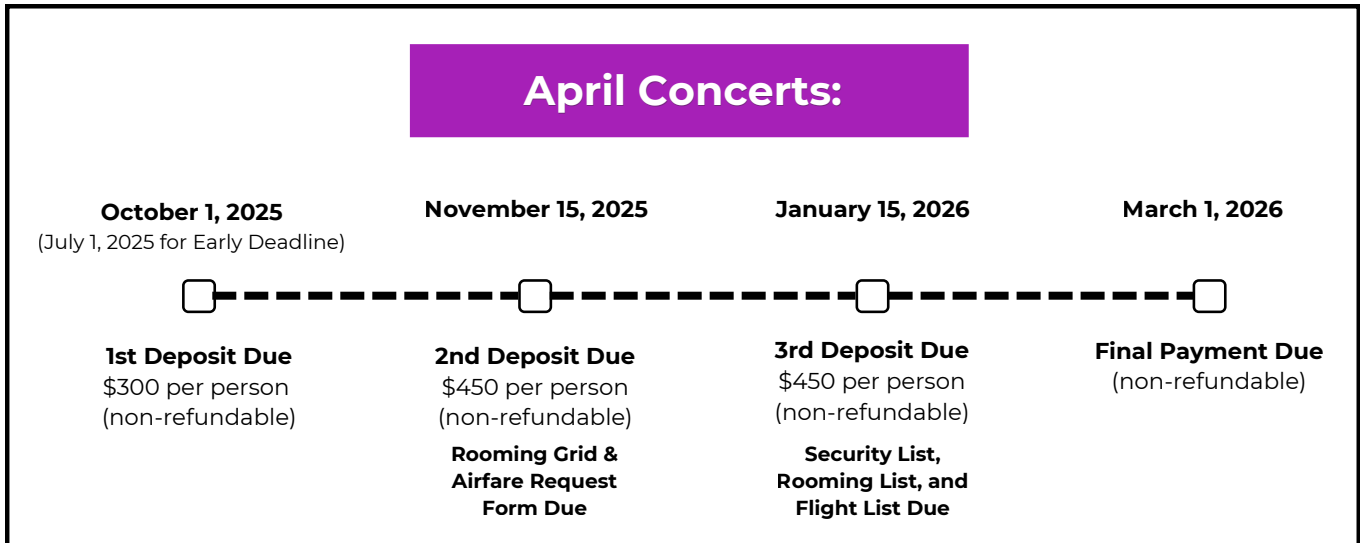 April Concerts:
October 1, 2025
(July 1, 2025 for Early Deadline)
November 15, 2025
January 15, 2026
March 1, 2026
1st Deposit Due
$300 per person
(non-refundable)
2nd Deposit Due
$450 per person
(non-refundable)
Rooming Grid &
Airfare Request
Form Due
3rd Deposit Due
$450 per person
(non-refundable)
Security List,
Rooming List, and
Flight List Due
Final Payment Due
(non-refundable)